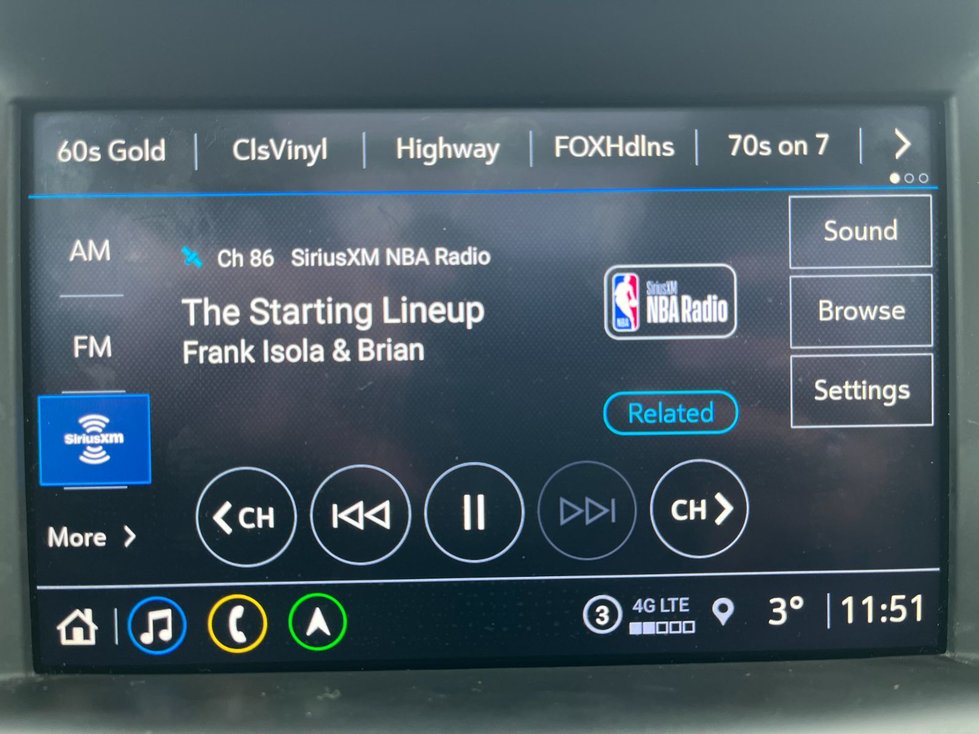 60s Gold ClsVinyl Highway FOXHdlns 70s on 7
AM
FM
SiriusXM
More
Ch 86 SiriusXM NBA Radio
The Starting Lineup
Frank Isola & Brian
SiriusXM
NBA Radio
NBA
Related
Sound
Browse
Settings
CH
CH
3 4G LTE 3° 11:51